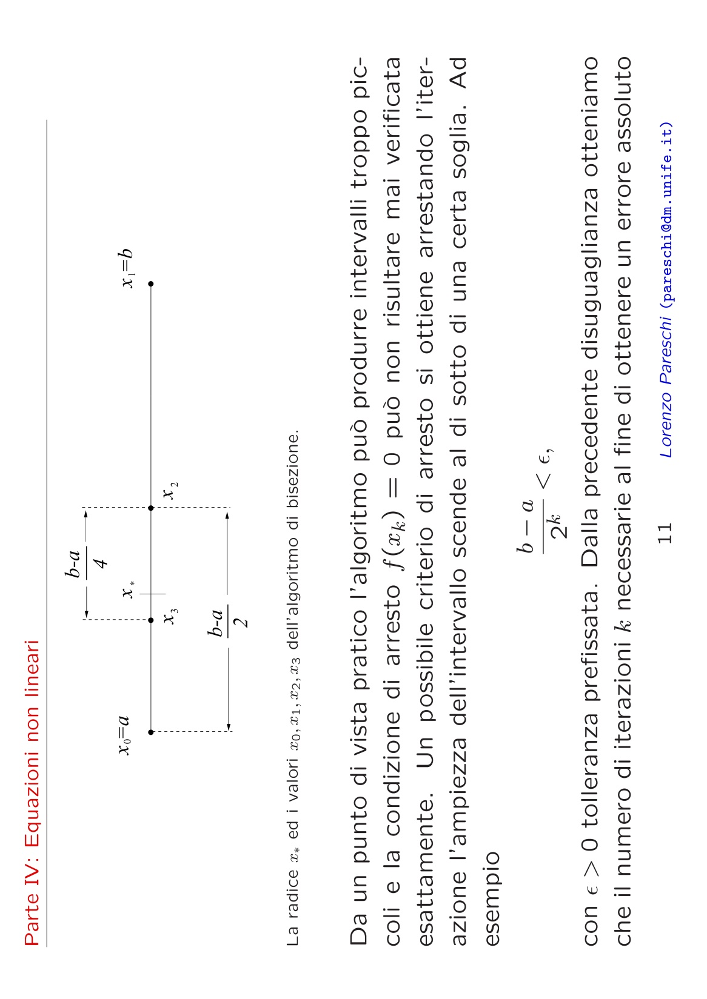 Parte IV: Equazioni non lineari
b-a
4
x₀=a
x*
x₁=b
x₃
x₂
b-a
2
La radice x∗ ed i valori x₀, x₁, x₂, x₃ dell'algoritmo di bisezione.
Da un punto di vista pratico l'algoritmo può produrre intervalli troppo pic-
coli e la condizione di arresto f(xₖ) = 0 può non risultare mai verificata
esattamente. Un possibile criterio di arresto si ottiene arrestando l'iter-
azione l'ampiezza dell'intervallo scende al di sotto di una certa soglia. Ad
esempio
b − a
2ᵏ
< ϵ,
con ϵ > 0 tolleranza prefissata. Dalla precedente disuguaglianza otteniamo
che il numero di iterazioni k necessarie al fine di ottenere un errore assoluto
11 Lorenzo Pareschi (pareschi@dm.unife.it)